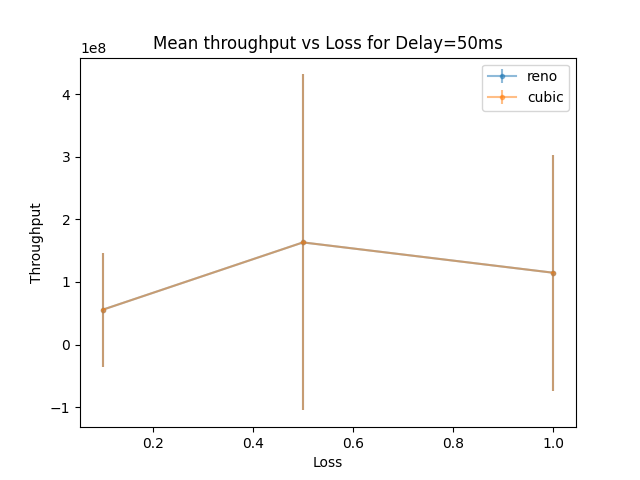 Mean throughput vs Loss for Delay=50ms
1e8
reno
cubic
4
3
2
1
0
−1
Throughput
0.2 0.4 0.6 0.8 1.0
Loss